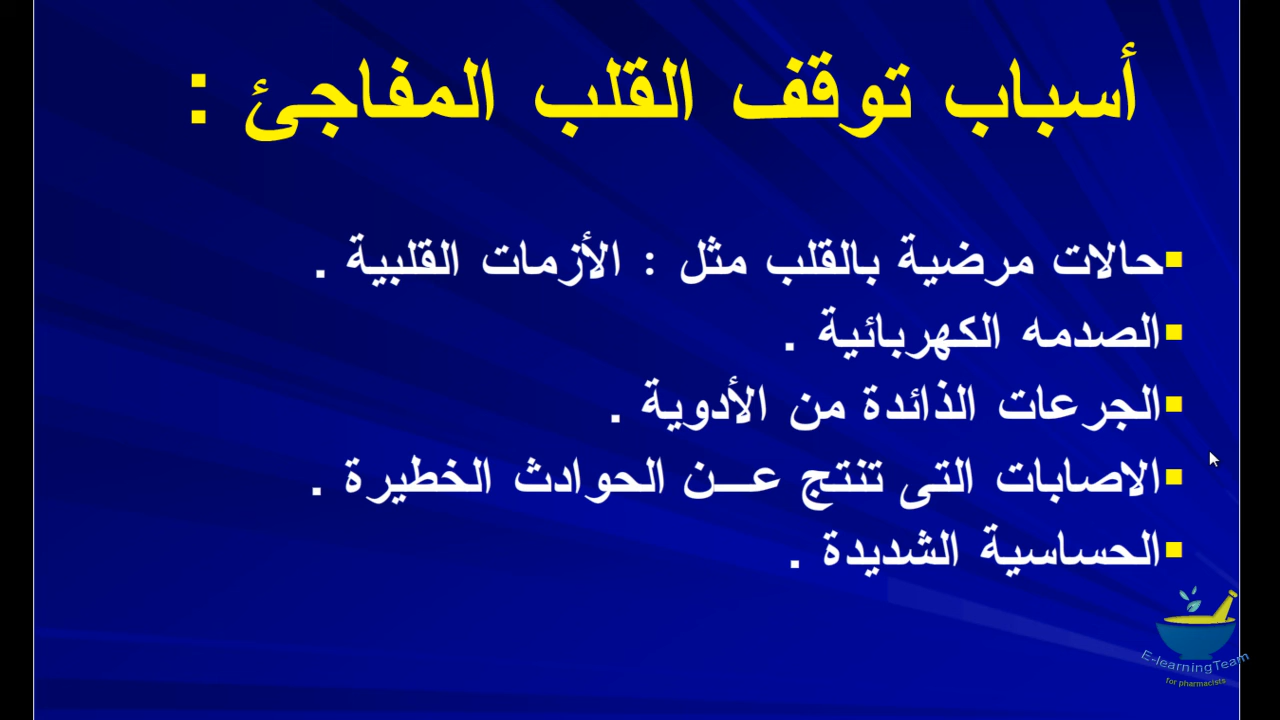 أسباب توقف القلب المفاجئ :
▪حالات مرضية بالقلب مثل : الأزمات القلبية .
▪الصدمه الكهربائية .
▪الجرعات الذائدة من الأدوية .
▪الاصابات التى تنتج عـــن الحوادث الخطيرة .
▪الحساسية الشديدة .
E-learningTeam
for pharmacists